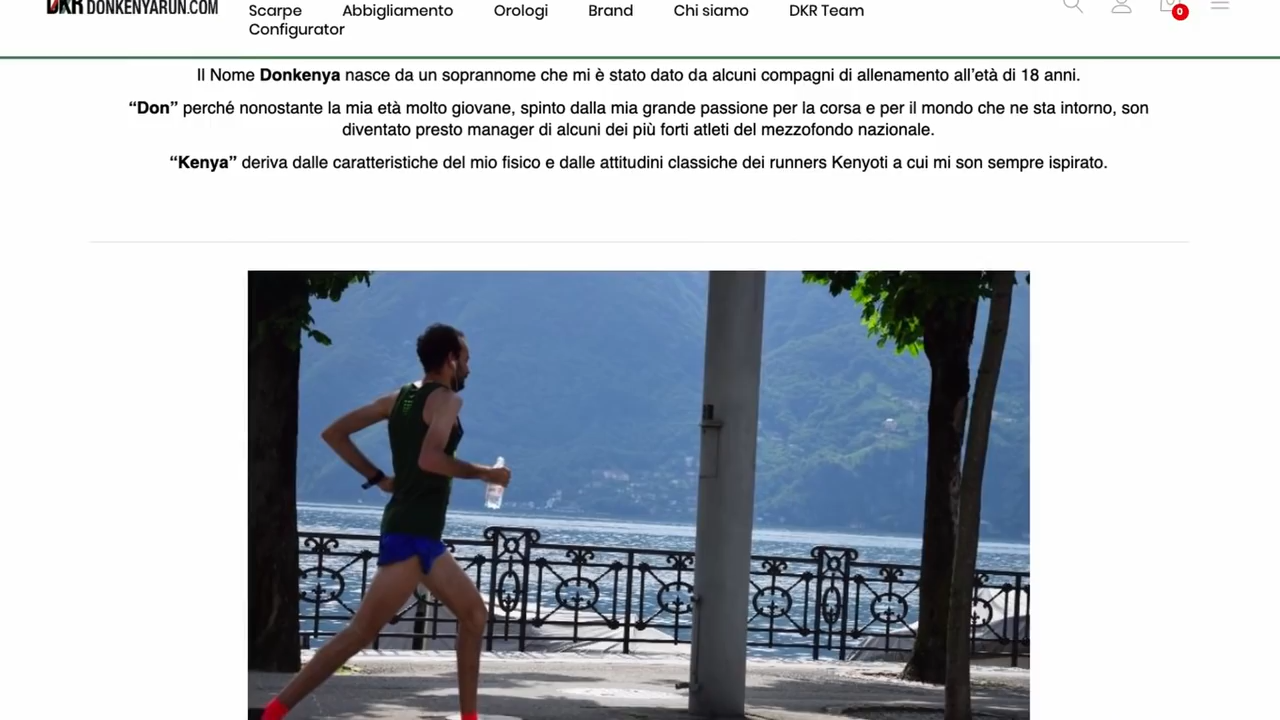 DKR DONKENYARUN.COM
Scarpe Abbigliamento Orologi Brand Chi siamo DKR Team
Configurator
0
Il Nome Donkenya nasce da un soprannome che mi è stato dato da alcuni compagni di allenamento all'età di 18 anni.
“Don” perché nonostante la mia età molto giovane, spinto dalla mia grande passione per la corsa e per il mondo che ne sta intorno, son
diventato presto manager di alcuni dei più forti atleti del mezzofondo nazionale.
“Kenya” deriva dalle caratteristiche del mio fisico e dalle attitudini classiche dei runners Kenyoti a cui mi son sempre ispirato.